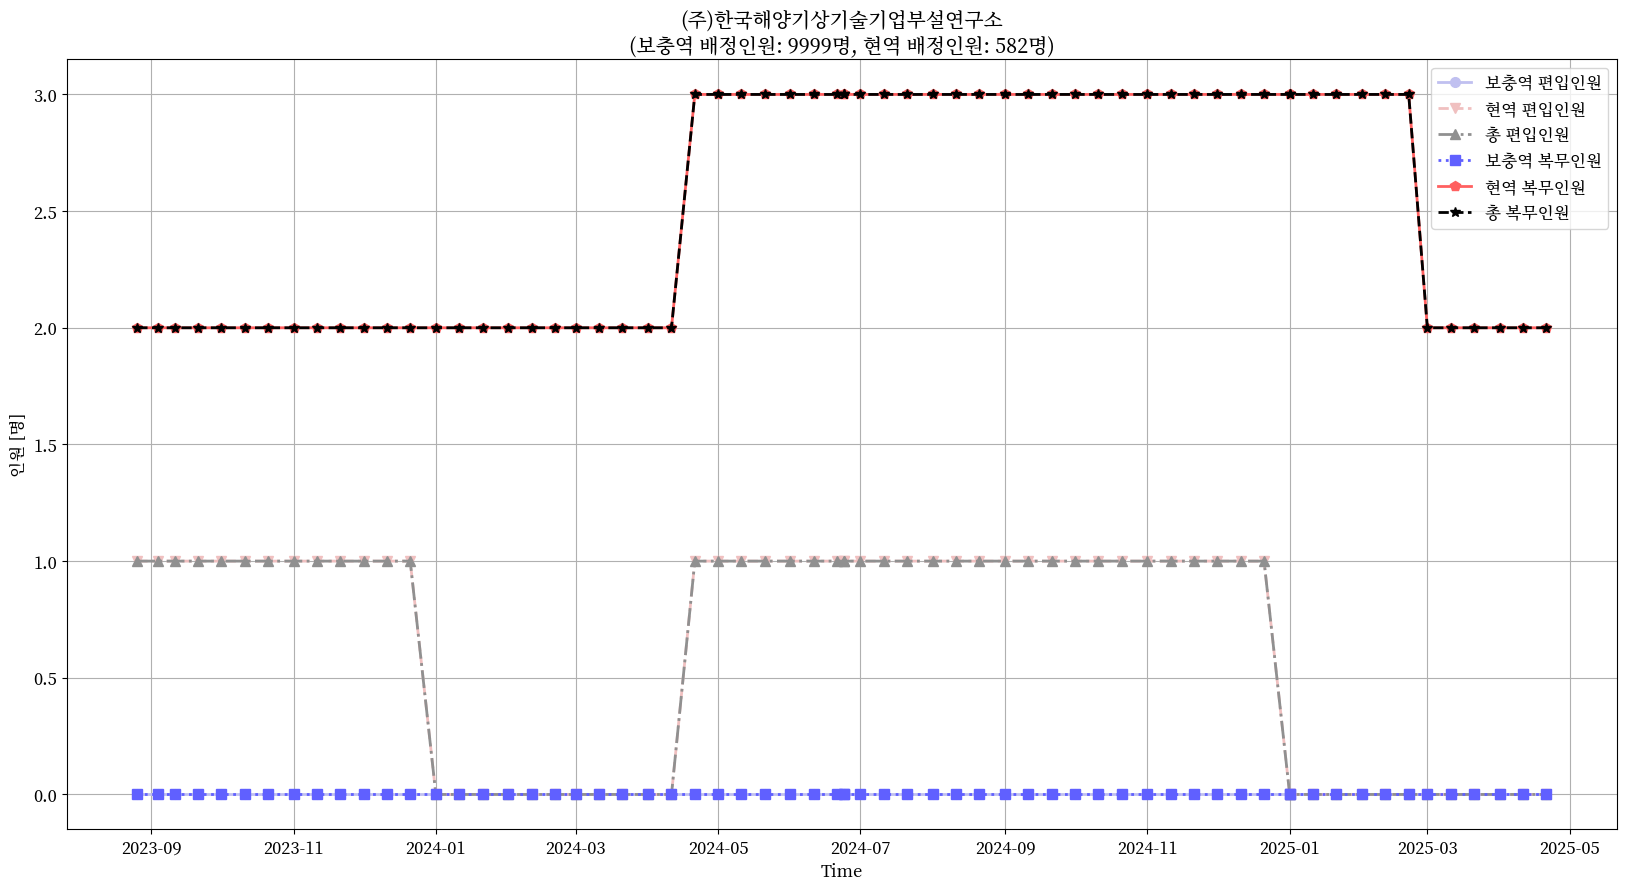 (주)한국해양기상기술기업부설연구소
(보충역 배정인원: 9999명, 현역 배정인원: 582명)
보충역 편입인원
현역 편입인원
총 편입인원
보충역 복무인원
현역 복무인원
총 복무인원
인원 [명]
3.0
2.5
2.0
1.5
1.0
0.5
0.0
2023-09 2023-11 2024-01 2024-03 2024-05 2024-07 2024-09 2024-11 2025-01 2025-03 2025-05
Time